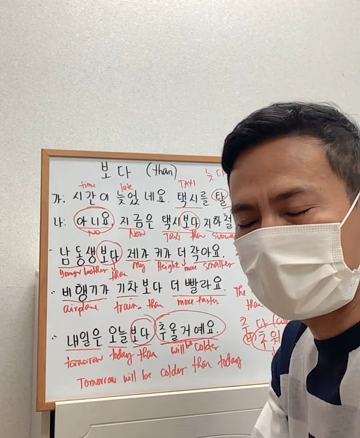 보다 (than)
time late TAXI
가: 시간이 늦었네요. 택시를 탈
나: 아니요 지금은 택시보다 지하철
no Now Taxi than
남동생보다 제가 키가 더 작아요.
than my Height more smaller
비행기가 기차보다 더 빨라요. The
airplane train than more faster
내일은 오늘보다 추울거예요.
tomorrow today than will be colder
Tomorrow will be colder than today